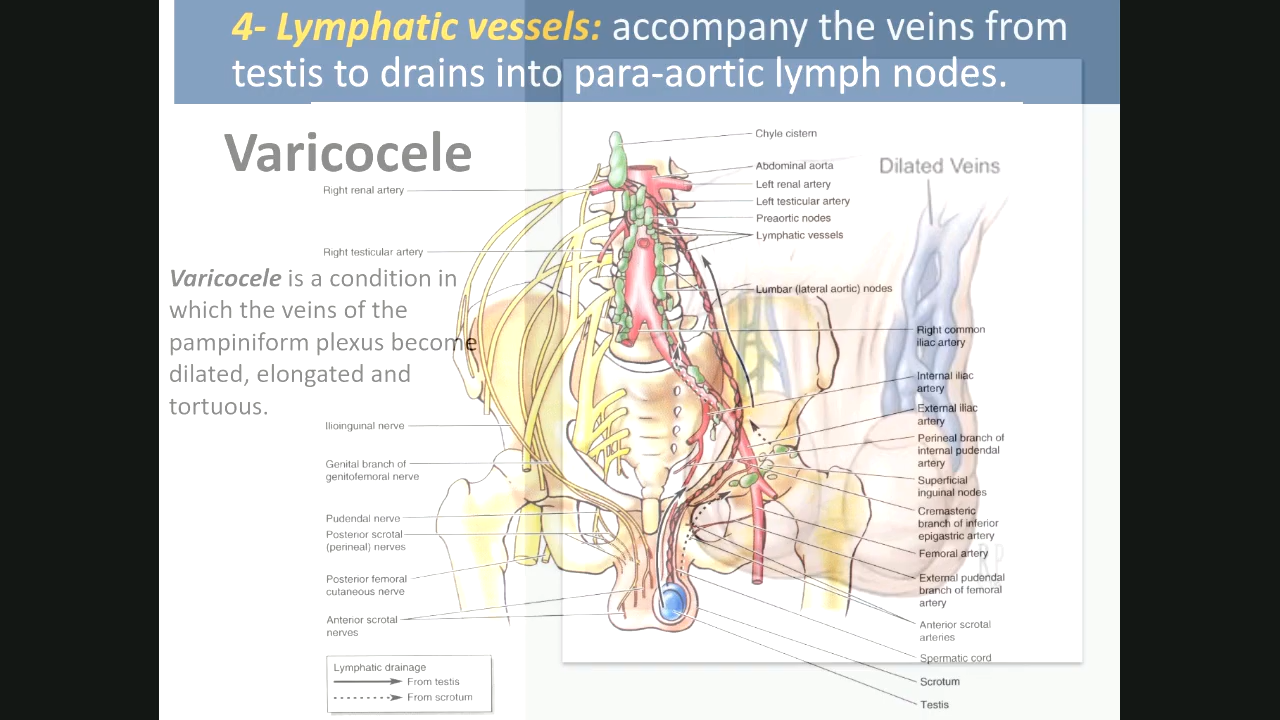 4- Lymphatic vessels: accompany the veins from
testis to drains into para-aortic lymph nodes.
Varicocele
Varicocele is a condition in
which the veins of the
pampiniform plexus become
dilated, elongated and
tortuous.
Right renal artery
Right testicular artery
Ilioinguinal nerve
Genital branch of
genitofemoral nerve
Pudendal nerve
Posterior scrotal
(perineal) nerves
Posterior femoral
cutaneous nerve
Anterior scrotal
nerves
Lymphatic drainage
From testis
From scrotum
Chyle cistern
Abdominal aorta
Left renal artery
Left testicular artery
Preaortic nodes
Lymphatic vessels
Lumbar (lateral aortic) nodes
Dilated Veins
Right common
iliac artery
Internal iliac
artery
External iliac
artery
Perineal branch of
internal pudendal
artery
Superficial
inguinal nodes
Cremasteric
branch of inferior
epigastric artery
Femoral artery
External pudendal
branch of femoral
artery
Anterior scrotal
arteries
Spermatic cord
Scrotum
Testis